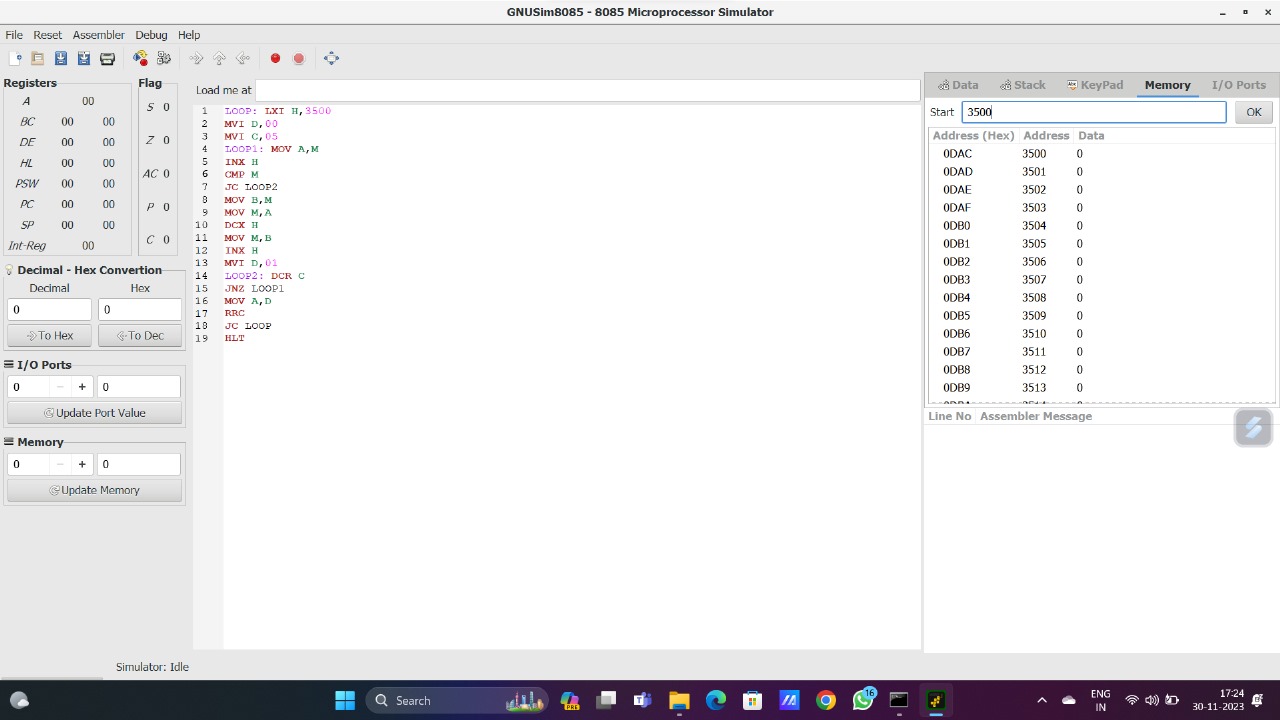 GNUSim8085 - 8085 Microprocessor Simulator
File Reset Assembler Debug Help
Registers
A 00
BC 00 00
DE 00 00
HL 00 00
PSW 00 00
PC 00 00
SP 00 00
Int-Reg 00
Flag
S 0
Z 0
AC 0
P 0
C 0
Decimal - Hex Convertion
Decimal Hex
0 0
To Hex To Dec
I/O Ports
0 − + 0
Update Port Value
Memory
0 − + 0
Update Memory
Load me at
1 LOOP: LXI H,3500
2 MVI D,00
3 MVI C,05
4 LOOP1: MOV A,M
5 INX H
6 CMP M
7 JC LOOP2
8 MOV B,M
9 MOV M,A
10 DCX H
11 MOV M,B
12 INX H
13 MVI D,01
14 LOOP2: DCR C
15 JNZ LOOP1
16 MOV A,D
17 RRC
18 JC LOOP
19 HLT
Data Stack KeyPad Memory I/O Ports
Start 3500 OK
Address (Hex) Address Data
0DAC 3500 0
0DAD 3501 0
0DAE 3502 0
0DAF 3503 0
0DB0 3504 0
0DB1 3505 0
0DB2 3506 0
0DB3 3507 0
0DB4 3508 0
0DB5 3509 0
0DB6 3510 0
0DB7 3511 0
0DB8 3512 0
0DB9 3513 0
Line No Assembler Message
Simulator: Idle
Search
PRE
16
ENG
IN
17:24
30-11-2023